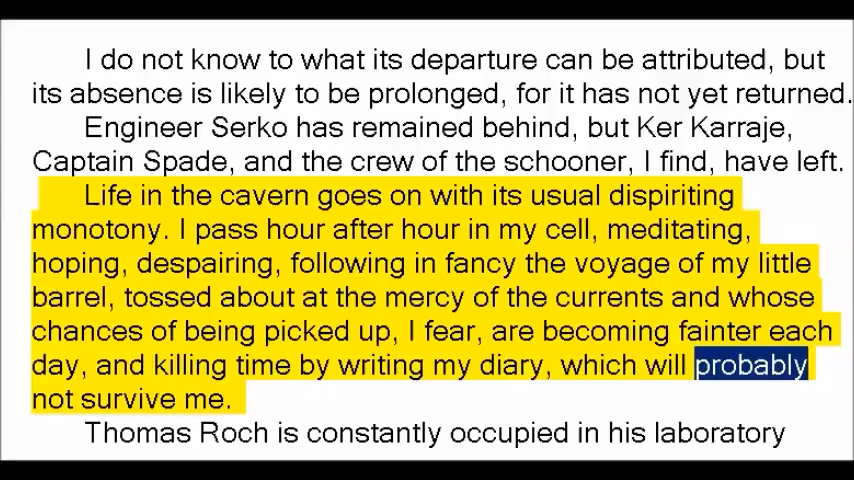 I do not know to what its departure can be attributed, but
its absence is likely to be prolonged, for it has not yet returned.
Engineer Serko has remained behind, but Ker Karraje,
Captain Spade, and the crew of the schooner, I find, have left.
Life in the cavern goes on with its usual dispiriting
monotony. I pass hour after hour in my cell, meditating,
hoping, despairing, following in fancy the voyage of my little
barrel, tossed about at the mercy of the currents and whose
chances of being picked up, I fear, are becoming fainter each
day, and killing time by writing my diary, which will probably
not survive me.
Thomas Roch is constantly occupied in his laboratory